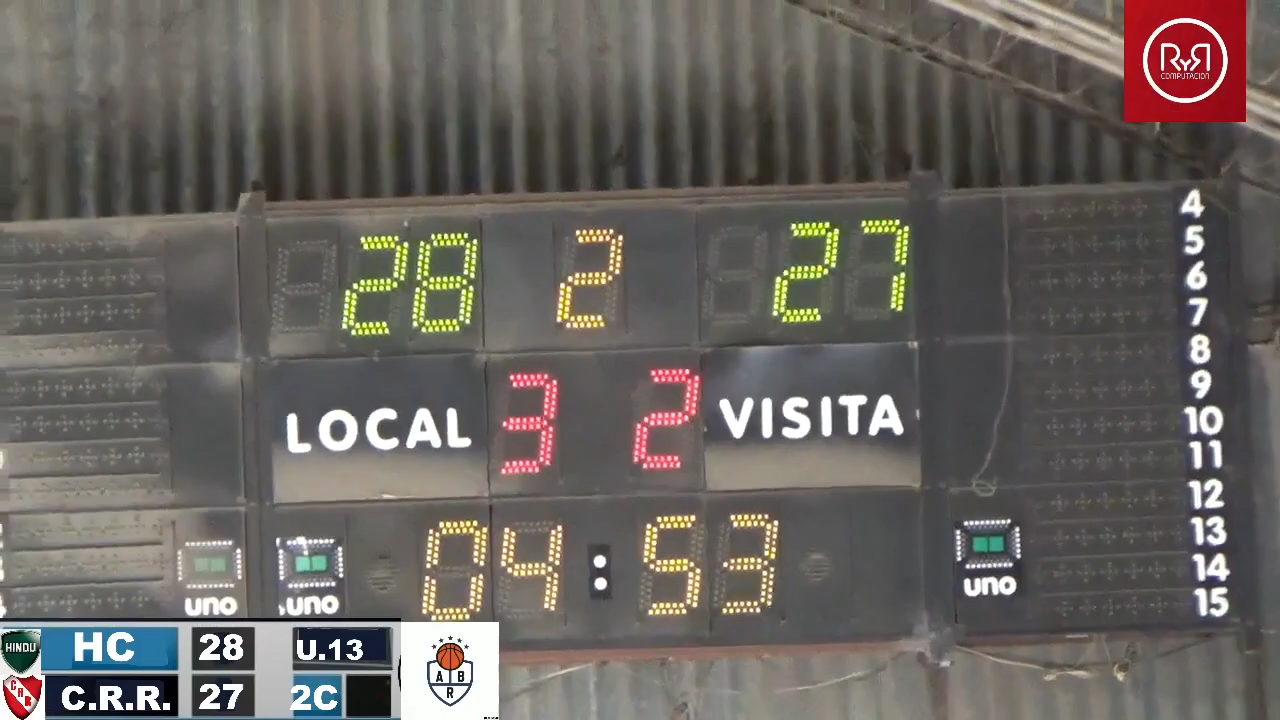 RYR
COMPUTACION
28 2 27
LOCAL 3 2 VISITA
04:53
uno uno uno
4
5
6
7
8
9
10
11
12
13
14
15
HINDU HC 28 U.13
C.R.R. 27 2C
A B
R